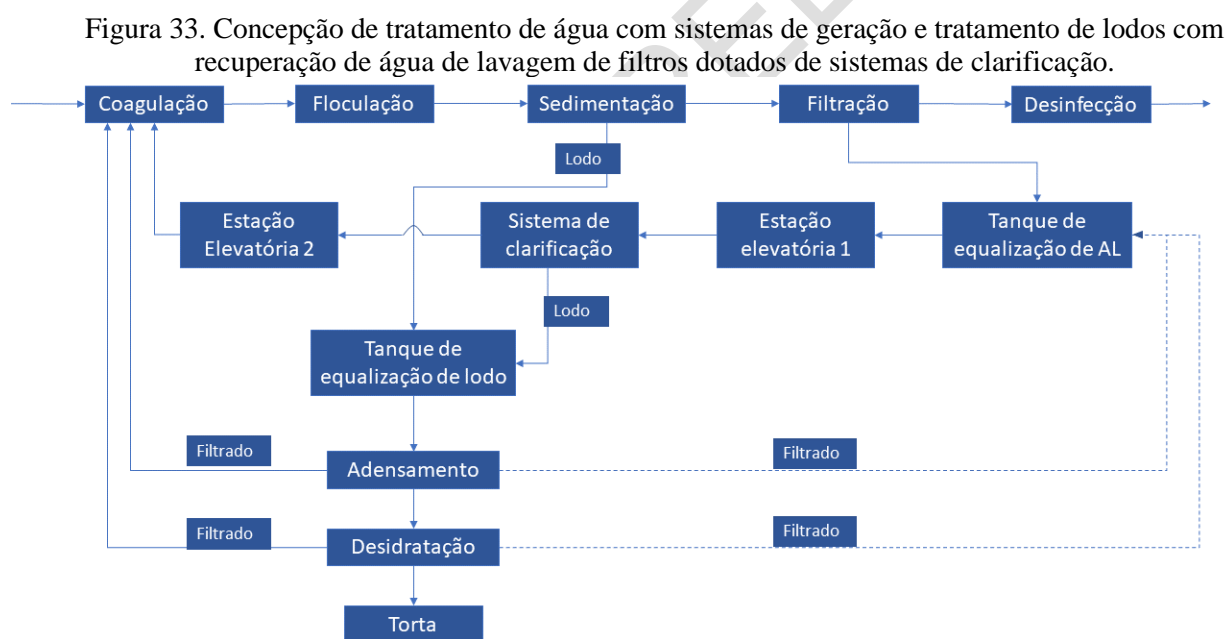 Figura 33. Concepção de tratamento de água com sistemas de geração e tratamento de lodos com
recuperação de água de lavagem de filtros dotados de sistemas de clarificação.
Coagulação
Floculação
Sedimentação
Filtração
Desinfecção
Lodo
Estação
Elevatória 2
Sistema de
clarificação
Estação
elevatória 1
Tanque de
equalização de AL
Lodo
Tanque de
equalização de lodo
Filtrado
Adensamento
Filtrado
Filtrado
Desidratação
Filtrado
Torta